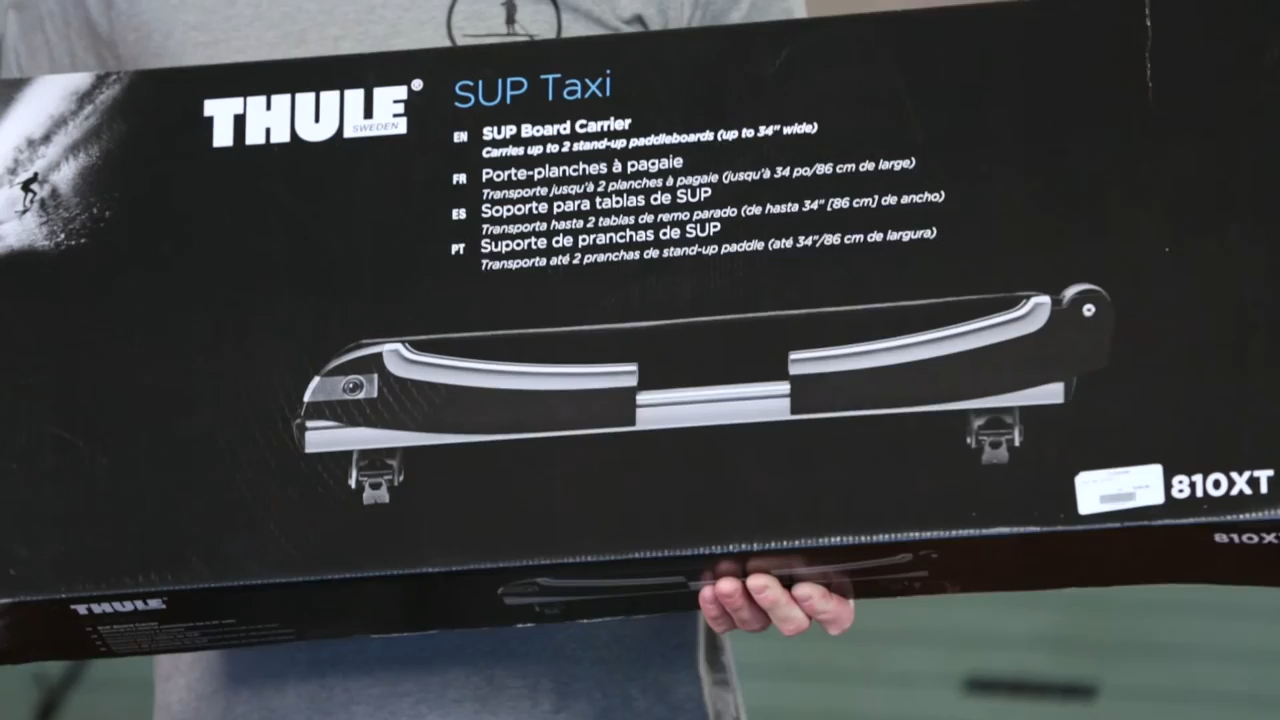 THULE®
SWEDEN
SUP Taxi
EN SUP Board Carrier
Carries up to 2 stand-up paddleboards (up to 34" wide)
FR Porte-planches à pagaie
Transporte jusqu'à 2 planches à pagaie (jusqu'à 34 po/86 cm de large)
ES Soporte para tablas de SUP
Transporta hasta 2 tablas de remo parado (de hasta 34" [86 cm] de ancho)
PT Suporte de pranchas de SUP
Transporta até 2 pranchas de stand-up paddle (até 34"/86 cm de largura)
810XT
810X
THULE
SUP Board Carrier